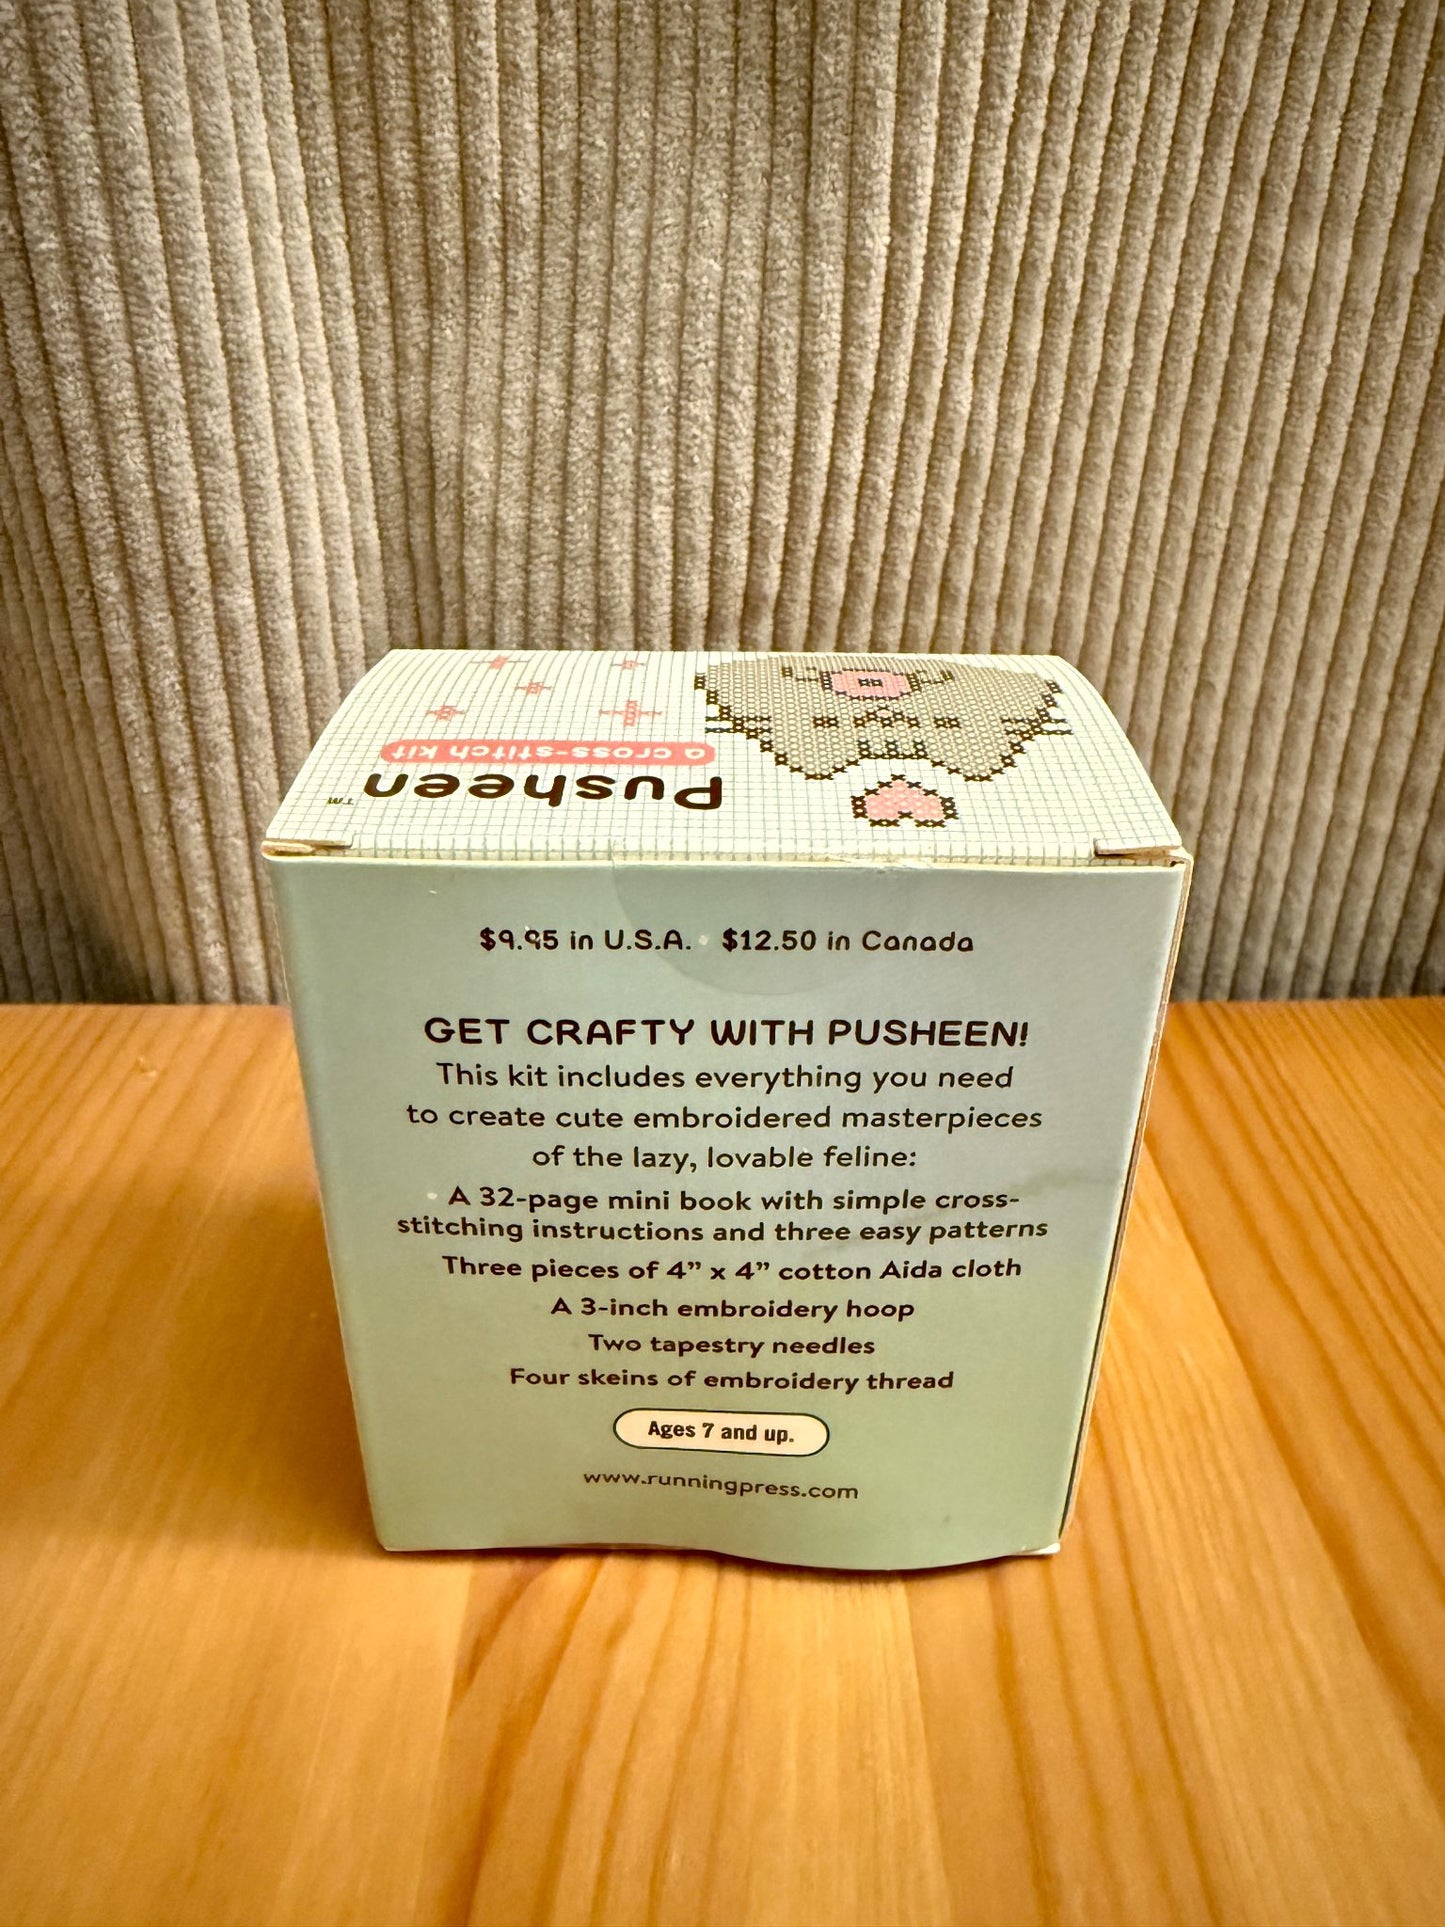 Pusheen™
a cross-stitch kit
$9.95 in U.S.A. $12.50 in Canada
GET CRAFTY WITH PUSHEEN!
This kit includes everything you need
to create cute embroidered masterpieces
of the lazy, lovable feline:
A 32-page mini book with simple cross-
stitching instructions and three easy patterns
Three pieces of 4” x 4” cotton Aida cloth
A 3-inch embroidery hoop
Two tapestry needles
Four skeins of embroidery thread
Ages 7 and up.
www.runningpress.com